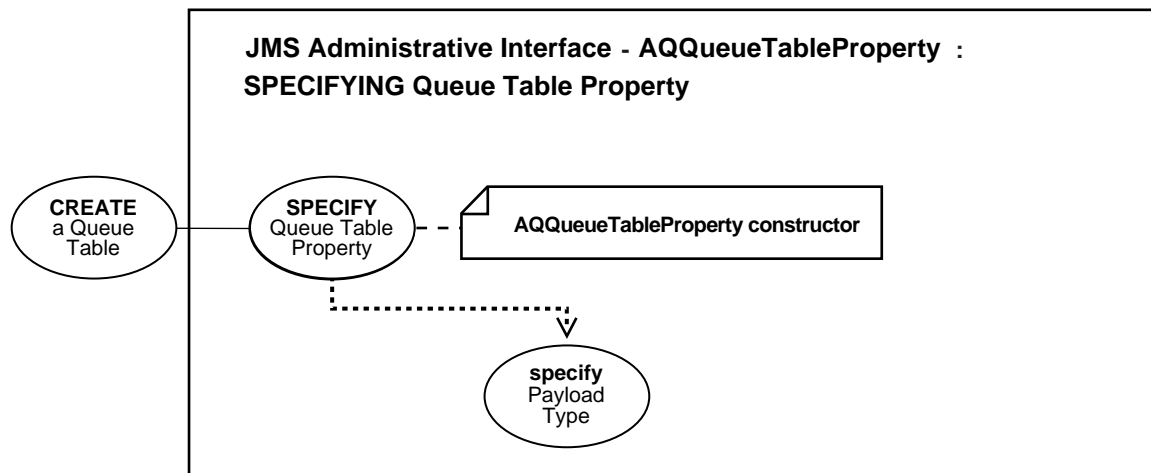 JMS Administrative Interface - AQQueueTableProperty :
SPECIFYING Queue Table Property
CREATE
a Queue
Table
SPECIFY
Queue Table
Property
AQQueueTableProperty constructor
specify
Payload
Type